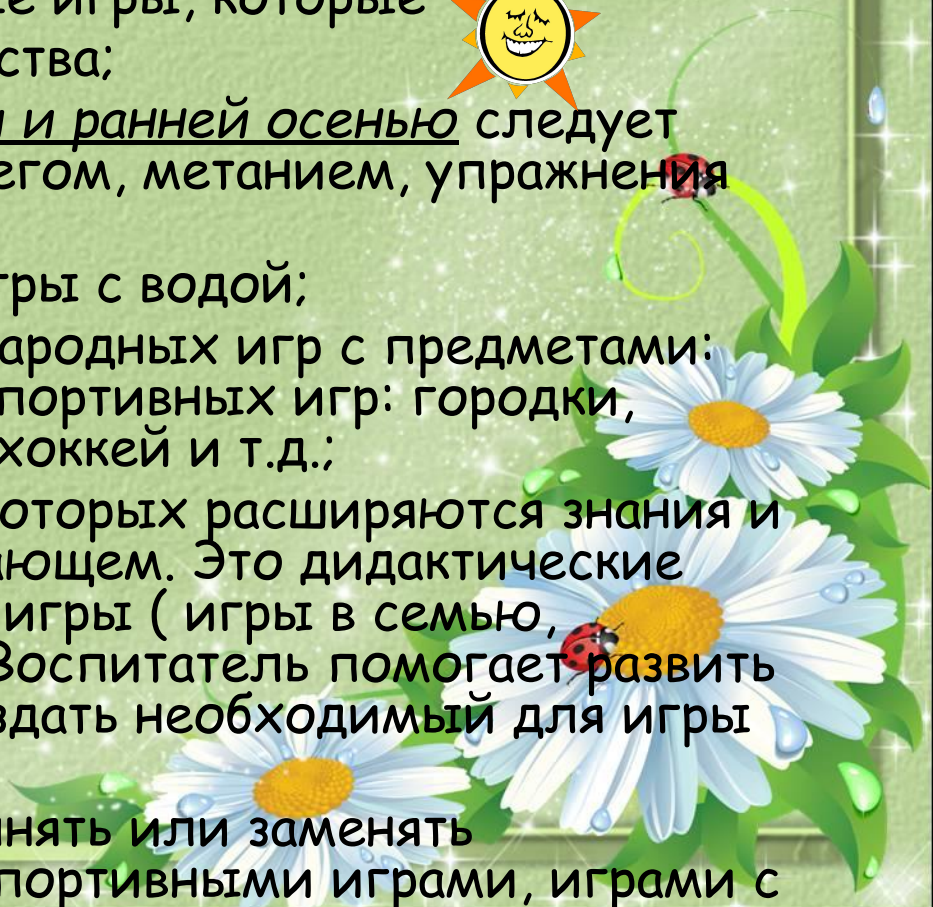 е игры, которые
ства;
и и ранней осенью следует
егом, метанием, упражнения
гры с водой;
ародных игр с предметами:
портивных игр: городки,
хоккей и т.д.;
оторых расширяются знания и
ающем. Это дидактические
игры ( игры в семью,
Воспитатель помогает развить
здать необходимый для игры
нять или заменять
портивными играми, играми с